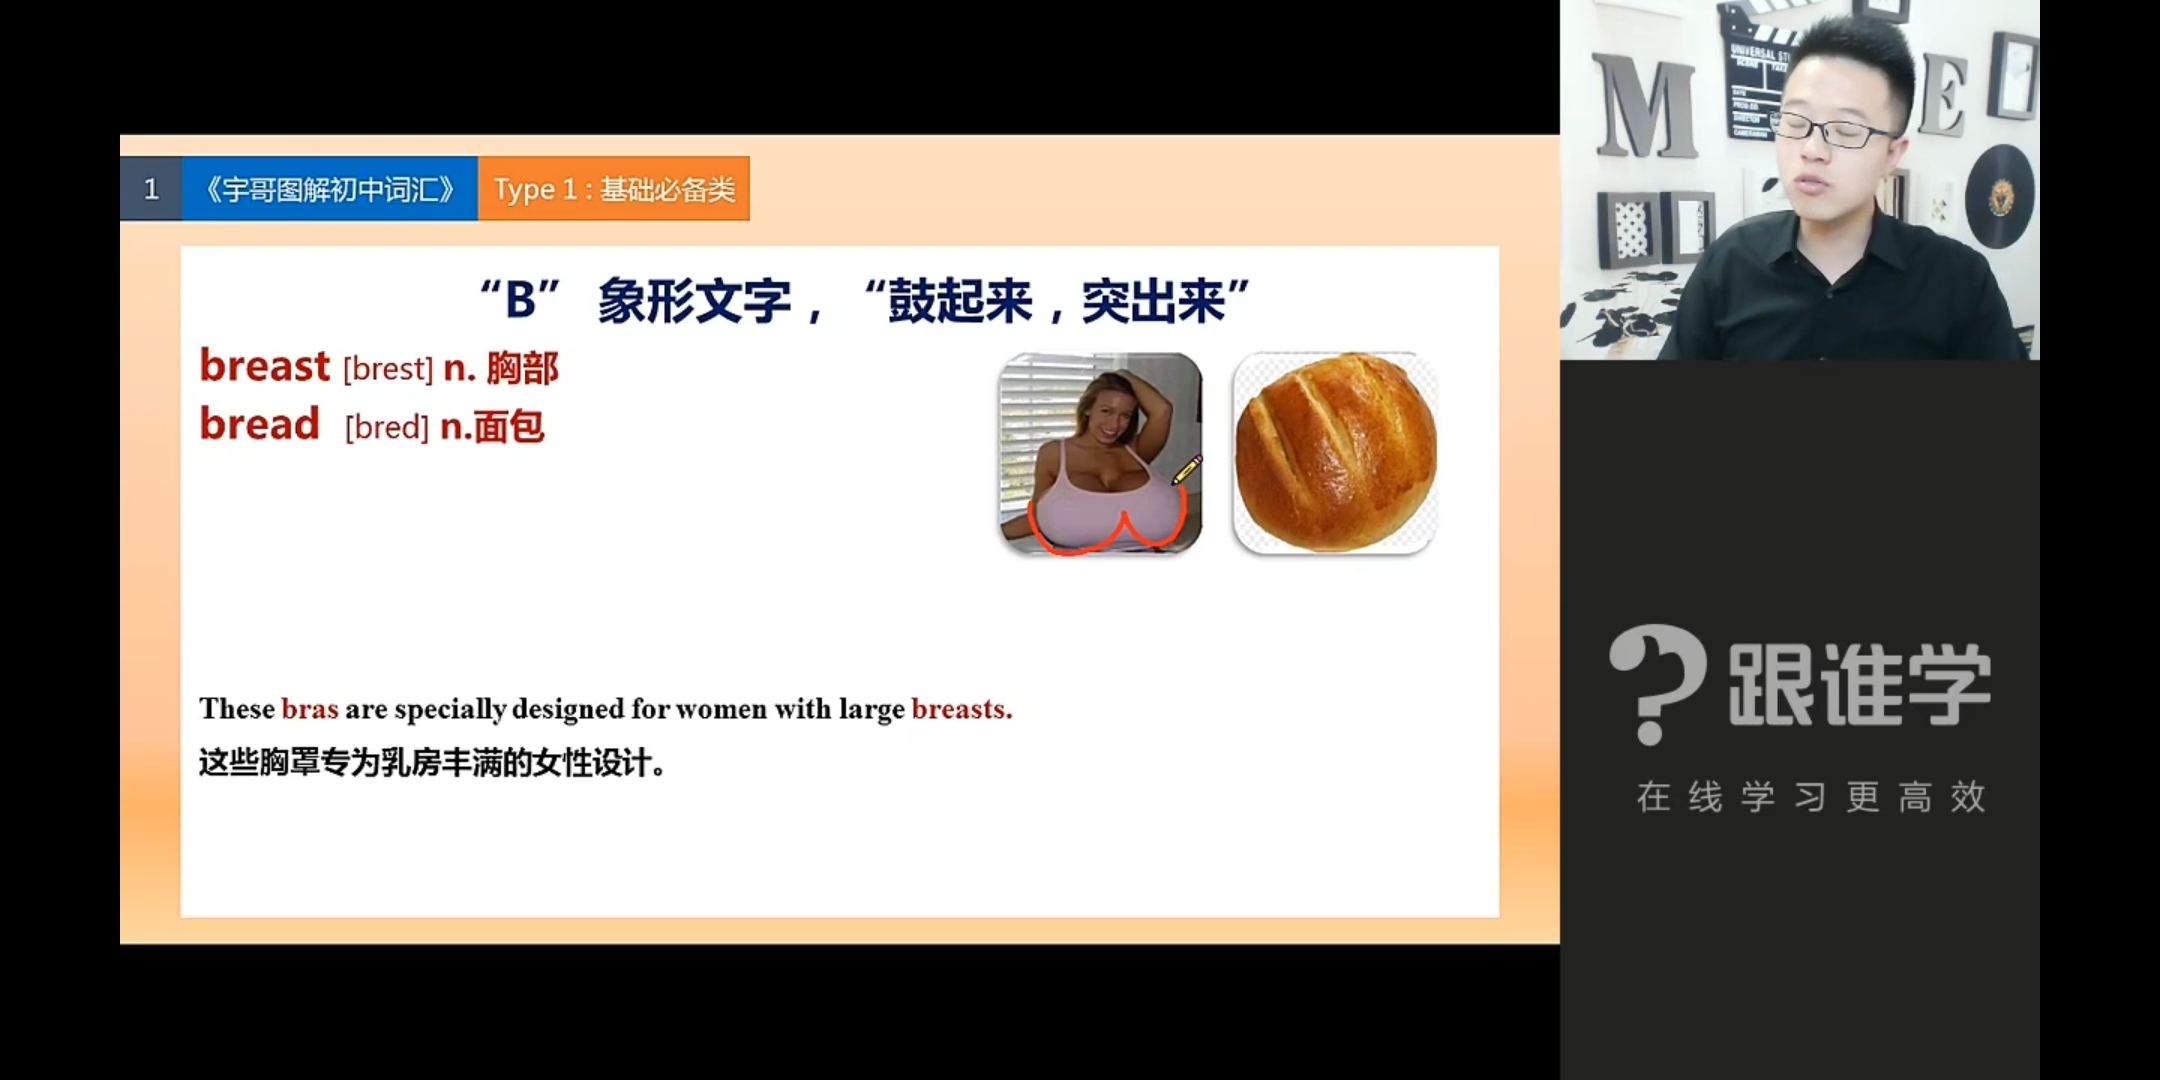 1 《宇哥图解初中词汇》 Type 1 : 基础必备类
“B” 象形文字，“鼓起来，突出来”
breast [brest] n. 胸部
bread [bred] n.面包
These bras are specially designed for women with large breasts.
这些胸罩专为乳房丰满的女性设计。
M E
UNIVERSAL ST
跟谁学
在线学习更高效